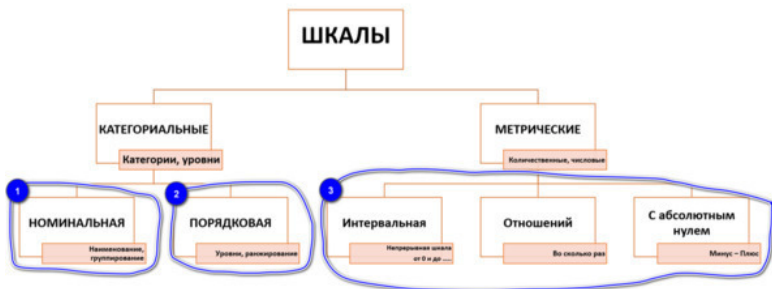 ШКАЛЫ
КАТЕГОРИАЛЬНЫЕ
Категории, уровни
МЕТРИЧЕСКИЕ
Количественные, числовые
1
НОМИНАЛЬНАЯ
Наименование,
группирование
2
ПОРЯДКОВАЯ
Уровни, ранжирование
3
Интервальная
Непрерывная шкала
от 0 и до .....
Отношений
Во сколько раз
С абсолютным
нулем
Минус – Плюс